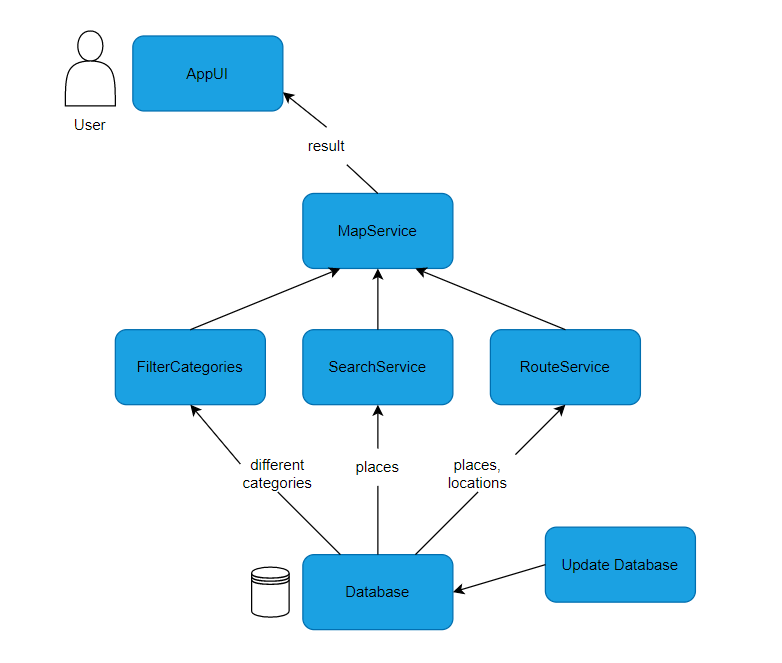 AppUI
User
result
MapService
FilterCategories
SearchService
RouteService
different
categories
places
places,
locations
Update Database
Database